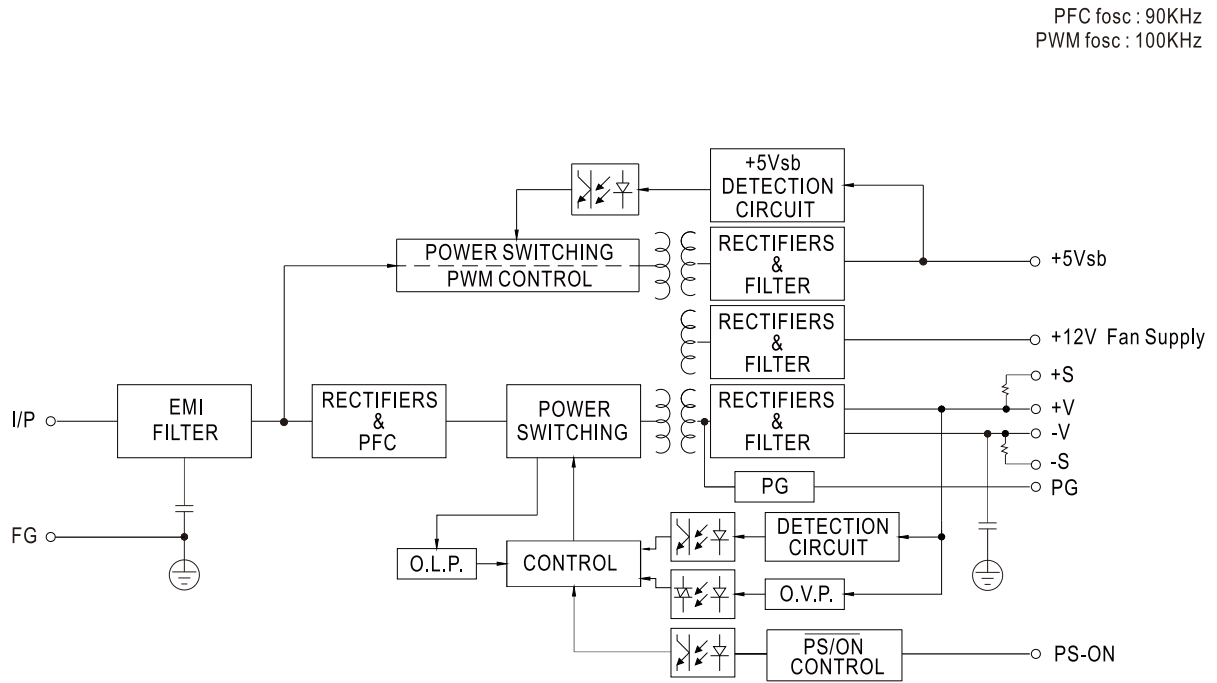 PFC fosc : 90KHz
PWM fosc : 100KHz
+5Vsb
DETECTION
CIRCUIT
POWER SWITCHING
PWM CONTROL
RECTIFIERS
&
FILTER
+5Vsb
RECTIFIERS
&
FILTER
+12V Fan Supply
I/P
EMI
FILTER
RECTIFIERS
&
PFC
POWER
SWITCHING
RECTIFIERS
&
FILTER
+S
+V
-V
-S
PG
PG
FG
O.L.P.
CONTROL
DETECTION
CIRCUIT
O.V.P.
PS/ON
CONTROL
PS-ON